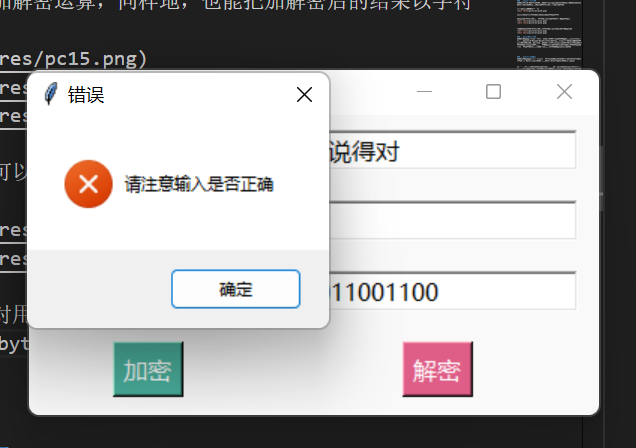 加解密运算，同样地，也能把加解密后的结果以字符
res/pc15.png)
res
res
可以
res
res
对用
byt
错误
请注意输入是否正确
确定
说得对
011001100
加密
解密